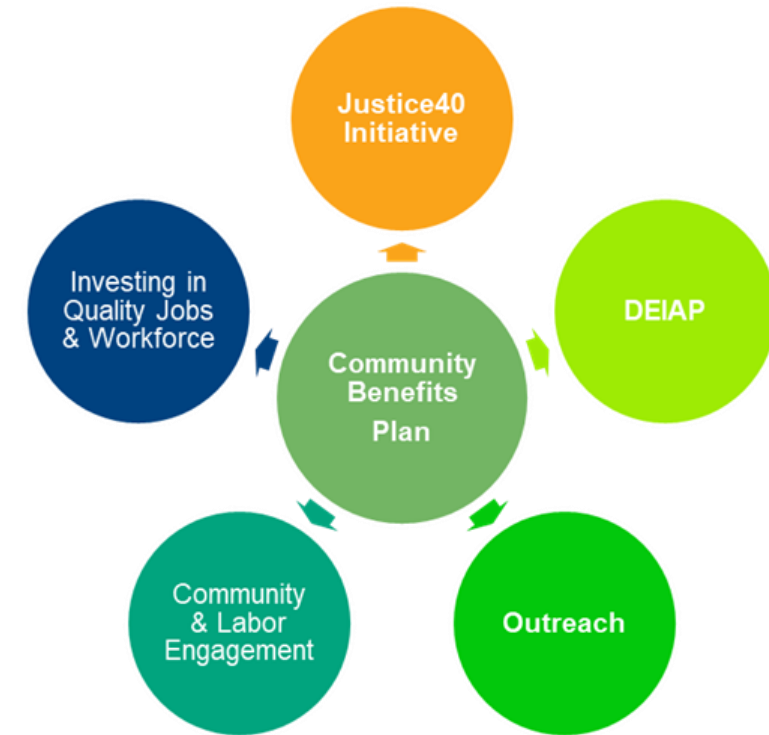 Justice40
Initiative
DEIAP
Outreach
Community
& Labor
Engagement
Investing in
Quality Jobs
& Workforce
Community
Benefits
Plan